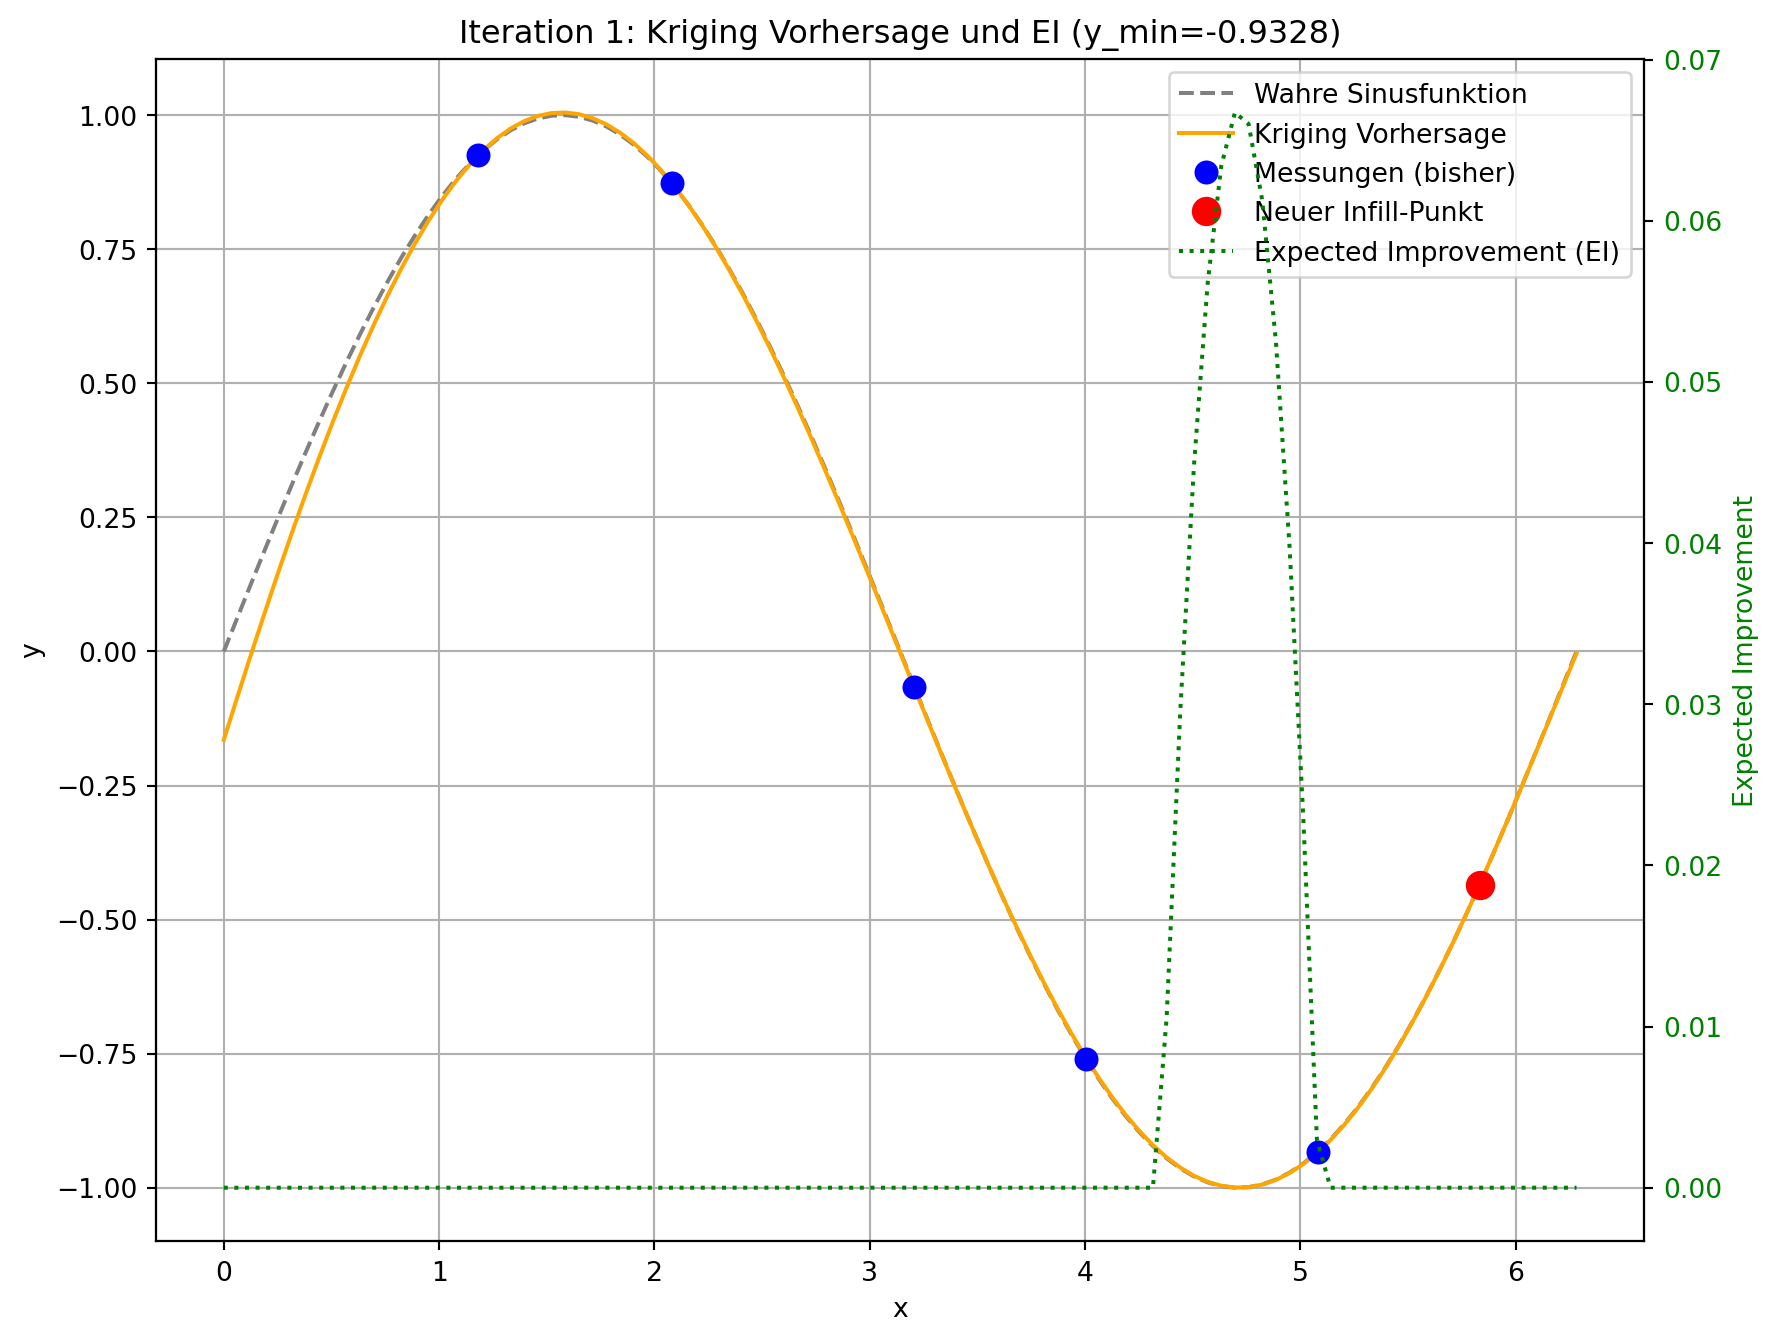 Iteration 1: Kriging Vorhersage und EI (y_min=-0.9328)
Wahre Sinusfunktion
Kriging Vorhersage
Messungen (bisher)
Neuer Infill-Punkt
Expected Improvement (EI)
1.00
0.75
0.50
0.25
0.00
−0.25
−0.50
−0.75
−1.00
y
0.07
0.06
0.05
0.04
0.03
0.02
0.01
0.00
Expected Improvement
0 1 2 3 4 5 6
x